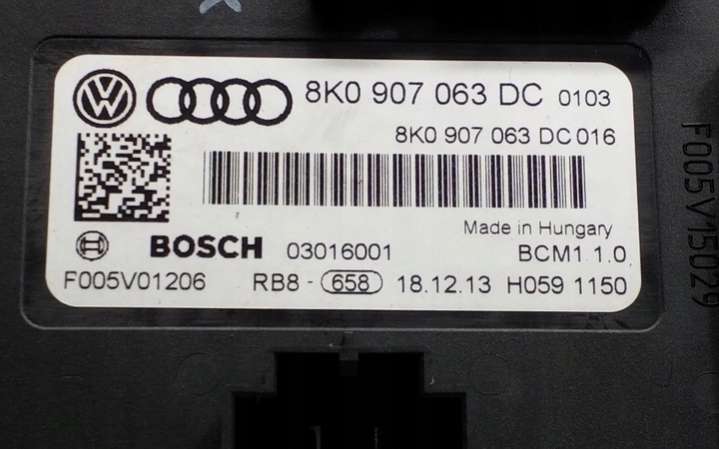 8K0 907 063 DC 0103
8K0 907 063 DC 016
Made in Hungary
BOSCH 03016001 BCM1 1.0
F005V01206 RB8 - 658 18.12.13 H059 1150
F005V15029